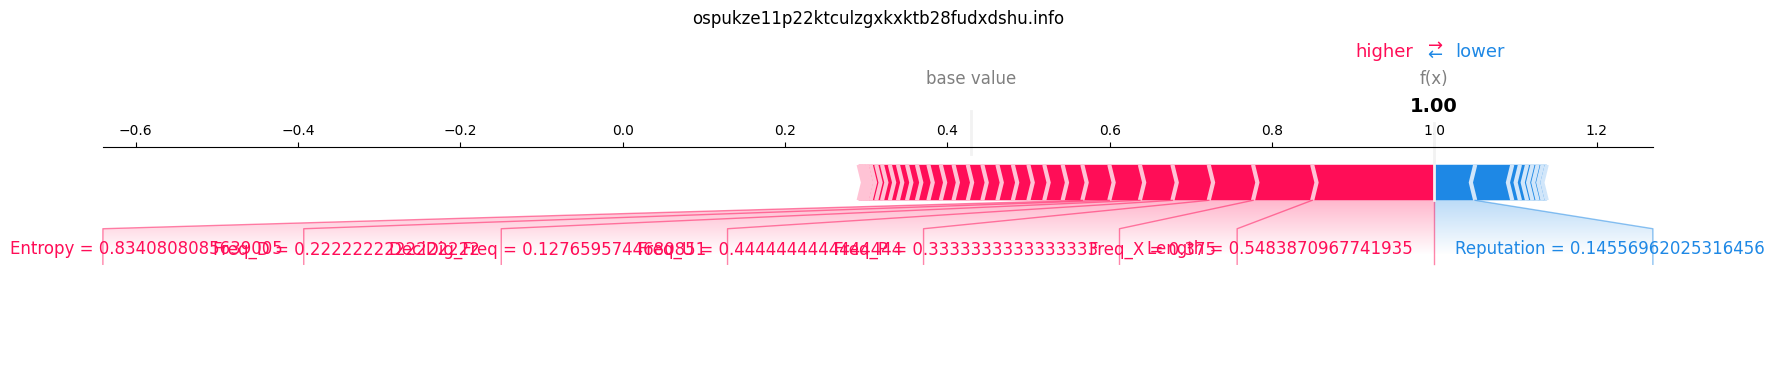 ospukze11p22ktculzgxkxktb28fudxdshu.info
higher ⇄ lower
base value f(x)
1.00
−0.6 −0.4 −0.2 0.0 0.2 0.4 0.6 0.8 1.0 1.2
Entropy = 0.8340808085639005 Freq_D = 0.2222222222222222 DecDig_Freq = 0.1276595744680851 Freq_U = 0.4444444444444444 Freq_P = 0.3333333333333333 Freq_X = 0.375 Length = 0.5483870967741935 Reputation = 0.14556962025316456